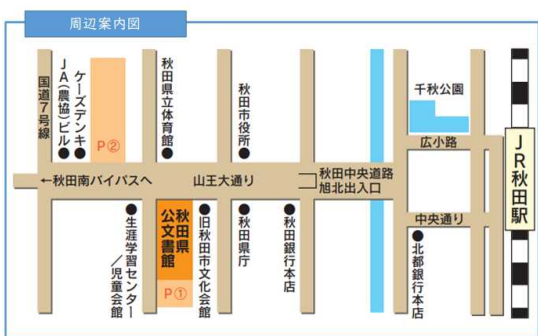 周辺案内図
国道7号線
JA(農協)ビル
ケーズデンキ
P②
秋田県立体育館
秋田市役所
千秋公園
広小路
JR秋田駅
←秋田南バイパスへ
山王大通り
秋田中央道路
旭北出入口
中央通り
生涯学習センター
/児童会館
秋田県
公文書館
P①
旧秋田市文化会館
秋田県庁
秋田銀行本店
北都銀行本店